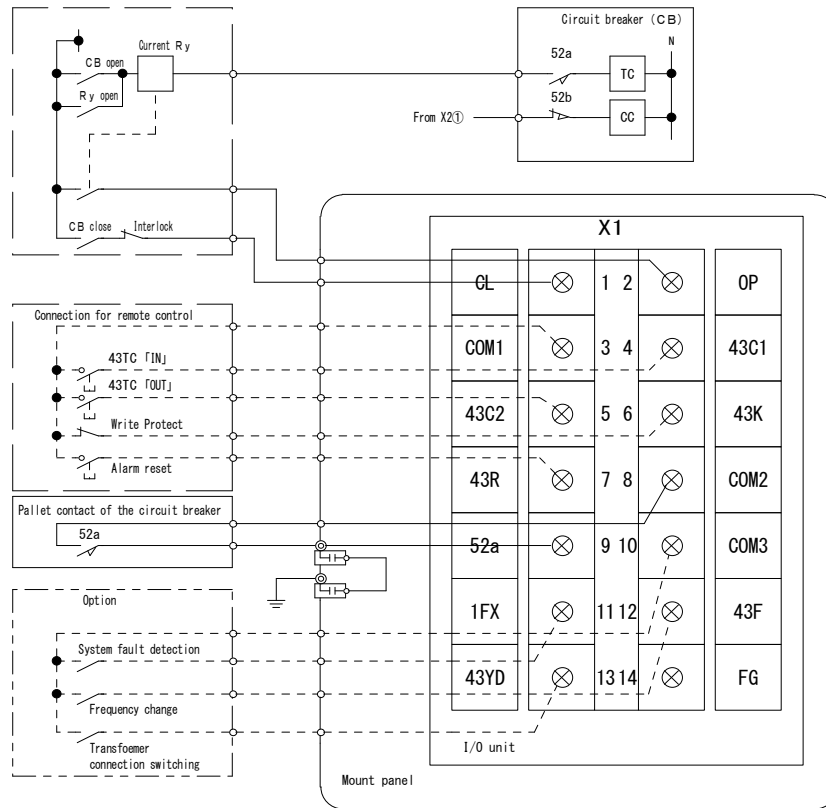 Circuit breaker (CB)
N
52a
TC
52b
CC
From X2①
Current Ry
CB open
Ry open
CB close
Interlock
Connection for remote control
43TC「IN」
43TC「OUT」
Write Protect
Alarm reset
Pallet contact of the circuit breaker
52a
Option
System fault detection
Frequency change
Transfoemer
connection switching
X1
CL 1 2 OP
COM1 3 4 43C1
43C2 5 6 43K
43R 7 8 COM2
52a 9 10 COM3
1FX 11 12 43F
43YD 13 14 FG
I/O unit
Mount panel